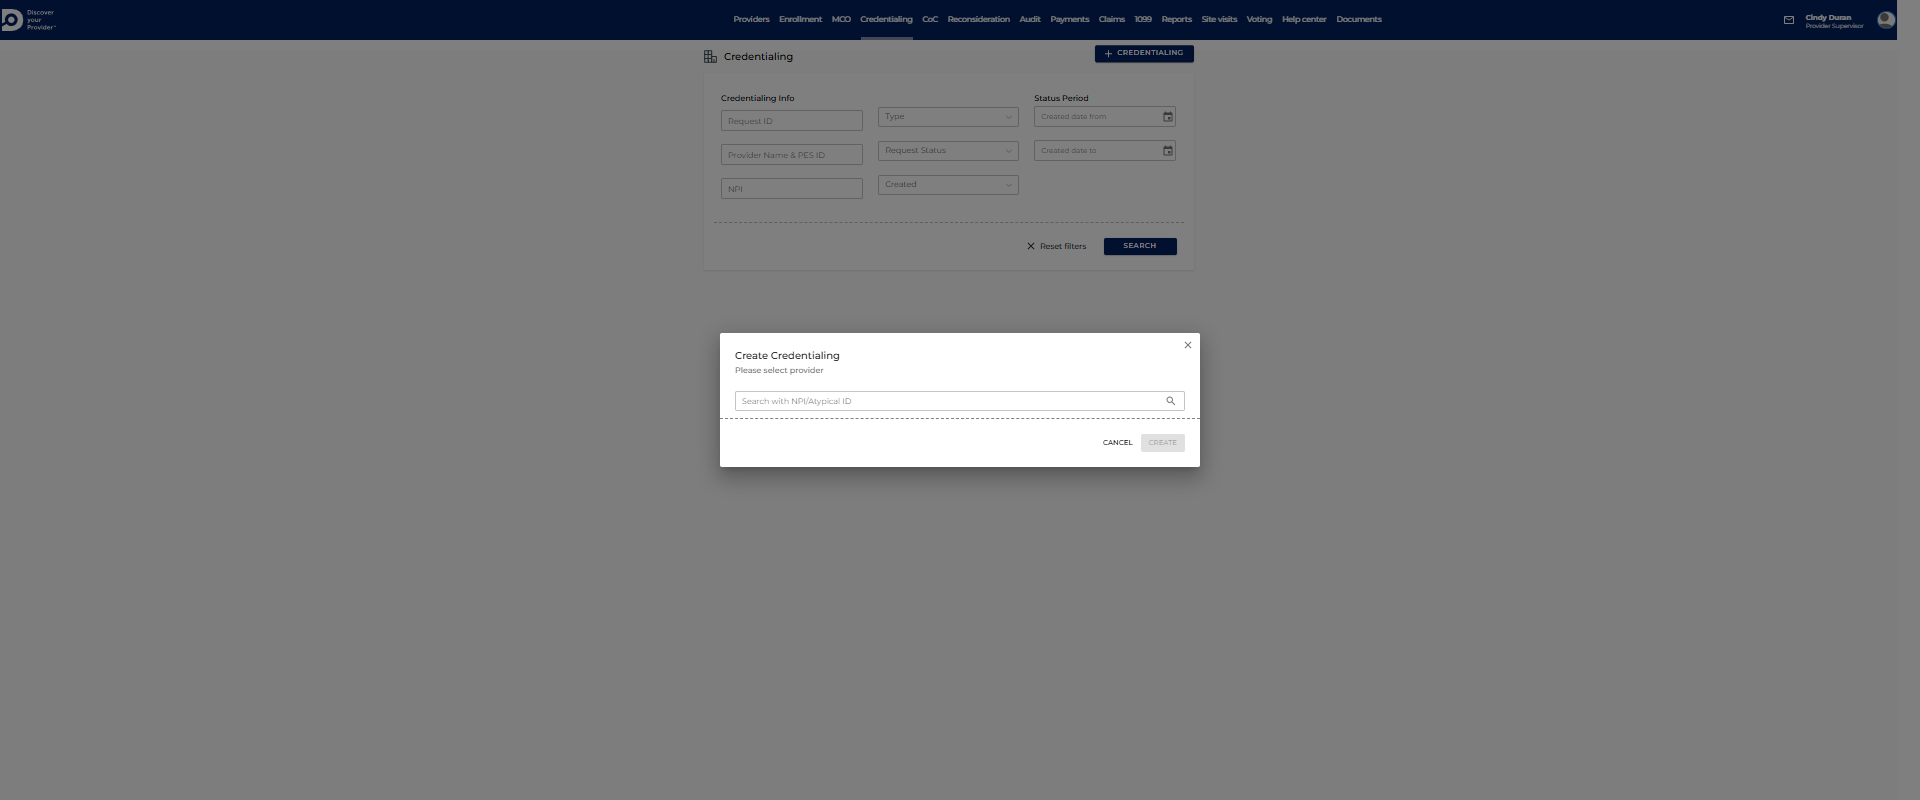 Discover
your
Provider
Providers Enrollment MCO Credentialing CoC Reconsideration Audit Payments Claims 1099 Reports Site visits Voting Help center Documents
Cindy Duran
Provider Supervisor
Credentialing
CREDENTIALING
Credentialing Info
Status Period
Request ID
Type
Created date from
Provider Name & PES ID
Request Status
Created date to
NPI
Created
Reset filters
SEARCH
Create Credentialing
Please select provider
Search with NPI/Atypical ID
CANCEL
CREATE